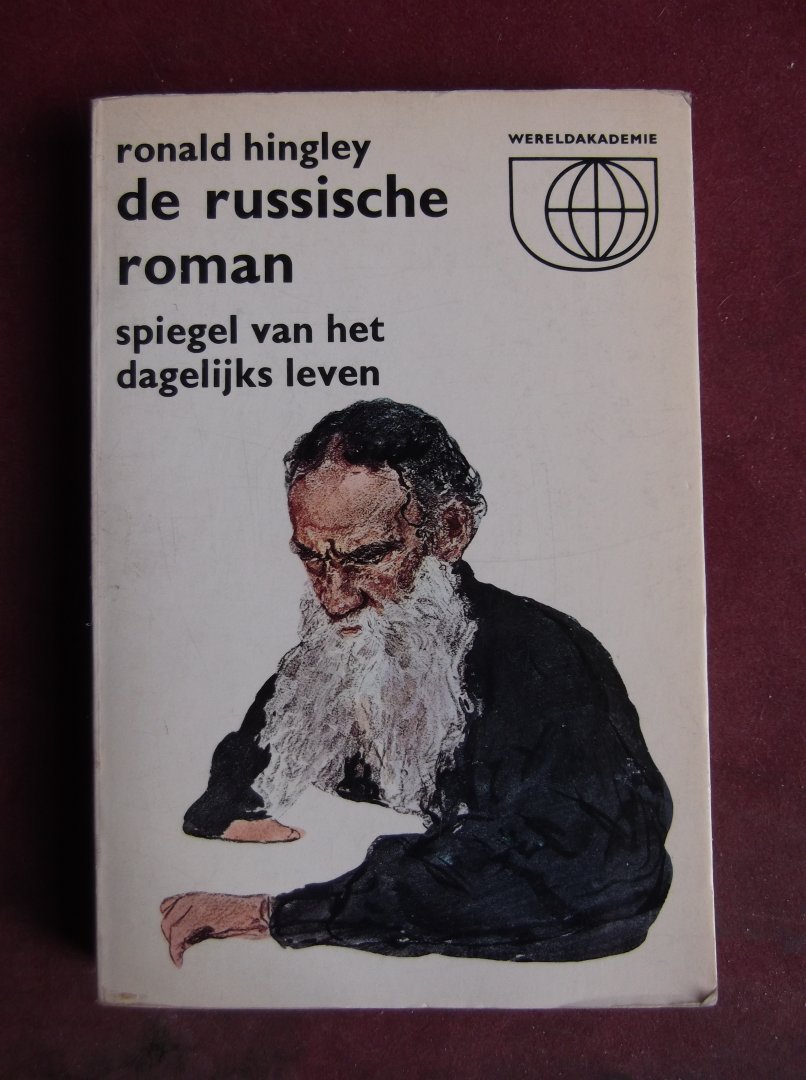 ronald hingley
de russische
roman
spiegel van het
dagelijks leven
WERELDAKADEMIE